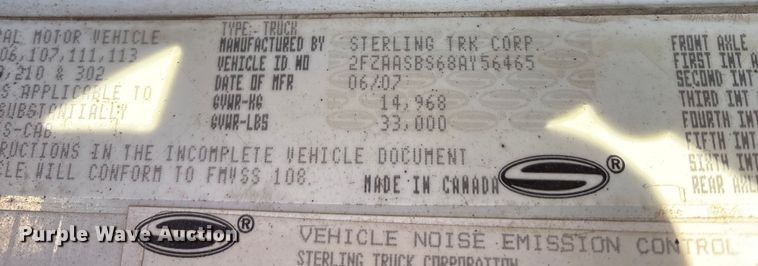 TYPE: TRUCK
AL MOTOR VEHICLE
MANUFACTURED BY STERLING TRK CORP.
06,107,111,113
VEHICLE ID NO 2FZAASBS68AY56465
,210 & 302
DATE OF MFR 06/07
S APPLICABLE TO
GVWR-KG 14,968
SUBSTANTIALLY
GVWR-LBS 33,000
S-CAB.
RUCTIONS IN THE INCOMPLETE VEHICLE DOCUMENT
CLE WILL CONFORM TO FMVSS 108.
MADE IN CANADA
®
FRONT AXLE
FIRST INT
SECOND INT
THIRD INT
FOURTH INT
FIFTH INT
SIXTH INT
REAR AXL
®
Purple Wave Auction
VEHICLE NOISE EMISSION CONTROL
STERLING TRUCK CORPORATION